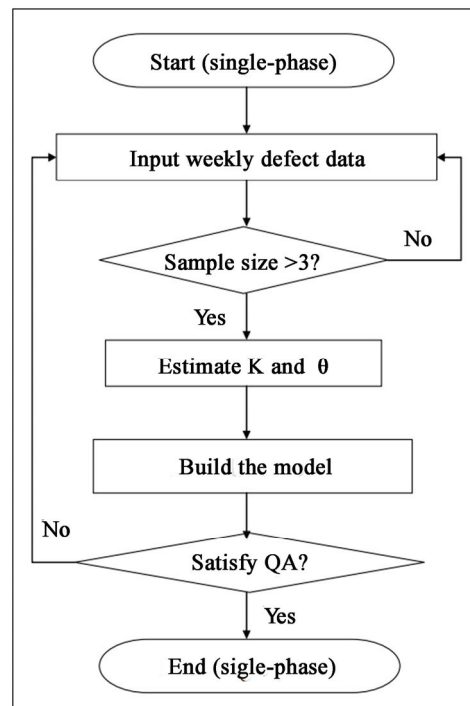 Start (single-phase)
Input weekly defect data
No
Sample size >3?
Yes
Estimate K and θ
Build the model
No
Satisfy QA?
Yes
End (sigle-phase)